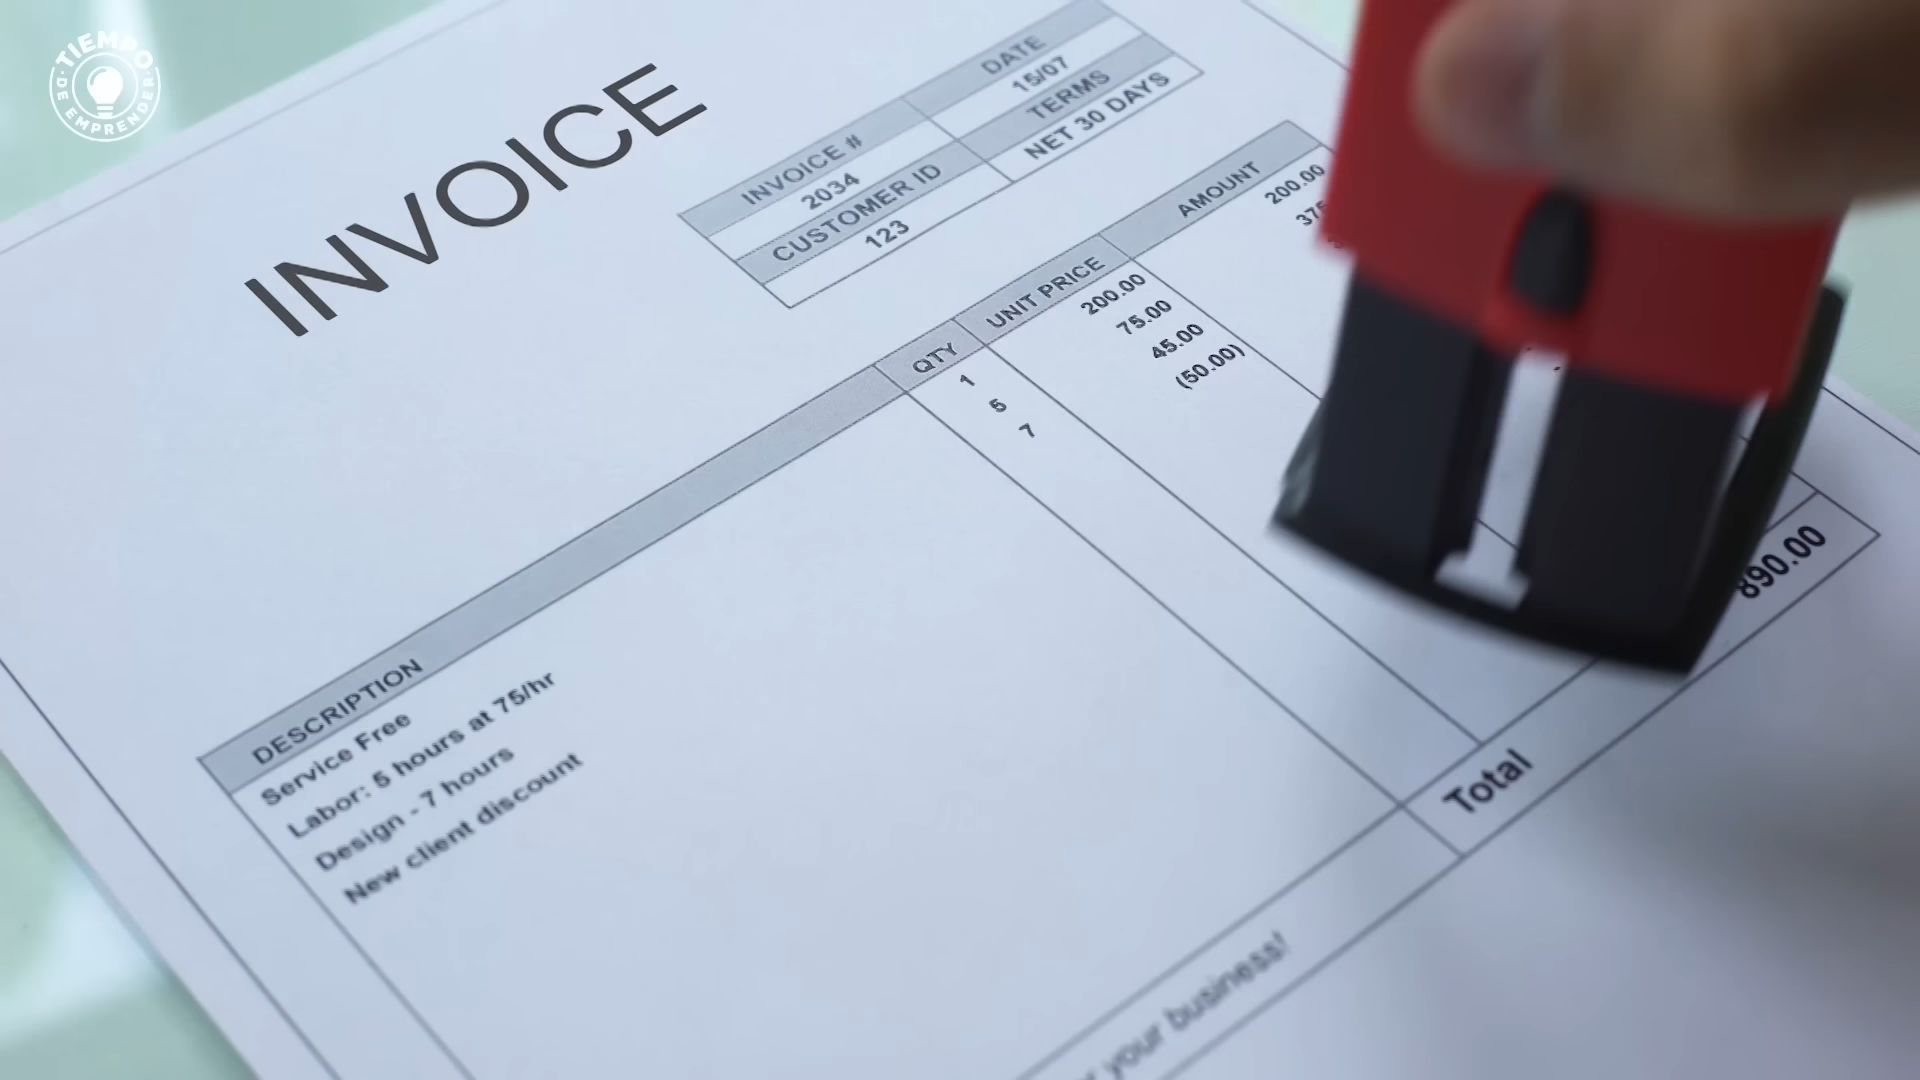 TIEMPO
DE EMPRENDER
INVOICE
INVOICE # DATE
2034 15/07
CUSTOMER ID TERMS
123 NET 30 DAYS
DESCRIPTION QTY UNIT PRICE AMOUNT
Service Free 1 200.00 200.00
Labor: 5 hours at 75/hr 5 75.00
Design - 7 hours 7 45.00
New client discount (50.00)
Total 890.00
your business!